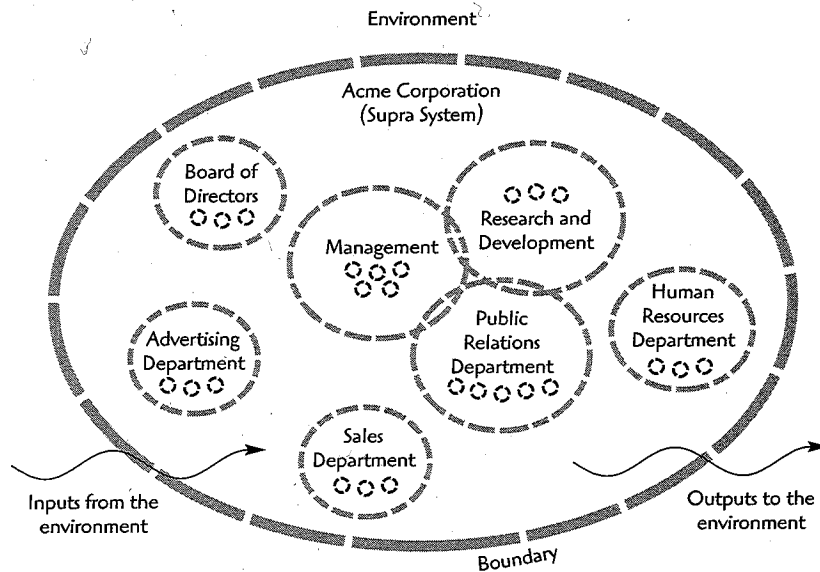 Environment
Acme Corporation
(Supra System)
Board of
Directors
Research and
Development
Management
Human
Resources
Department
Public
Relations
Department
Advertising
Department
Sales
Department
Inputs from the
environment
Outputs to the
environment
Boundary